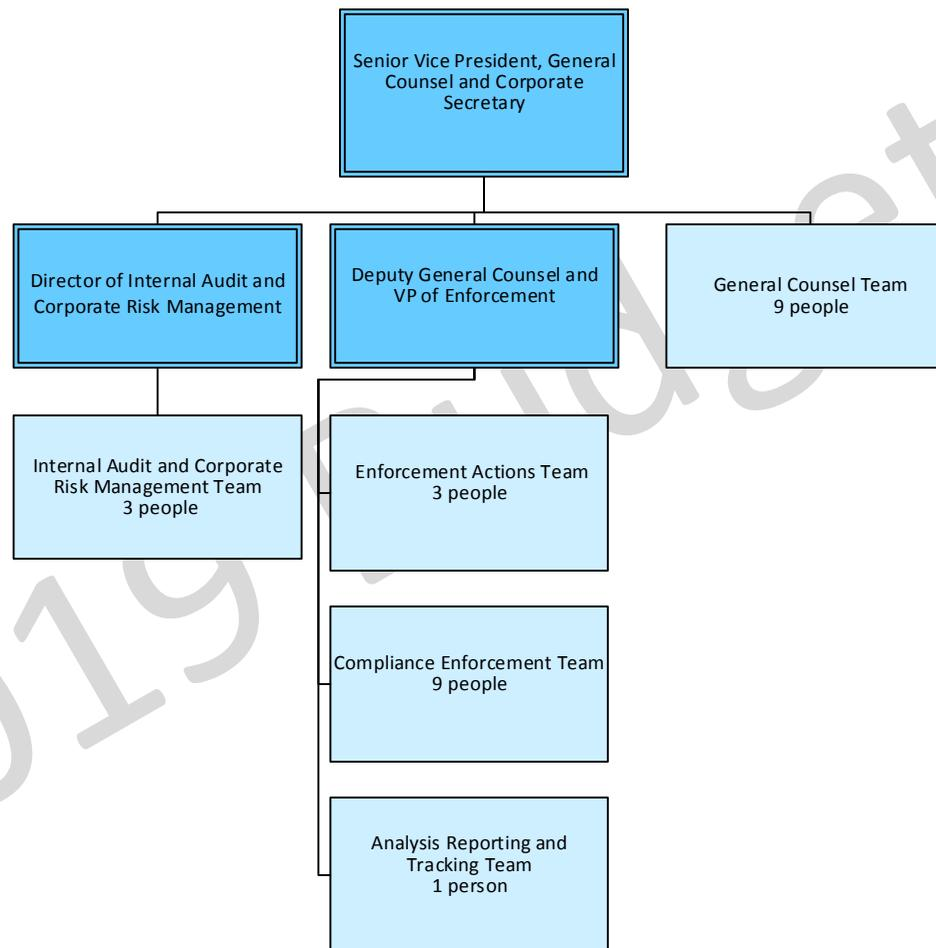 Senior Vice President, General
Counsel and Corporate
Secretary
Director of Internal Audit and
Corporate Risk Management
Deputy General Counsel and
VP of Enforcement
General Counsel Team
9 people
Internal Audit and Corporate
Risk Management Team
3 people
Enforcement Actions Team
3 people
Compliance Enforcement Team
9 people
Analysis Reporting and
Tracking Team
1 person
019 Budget